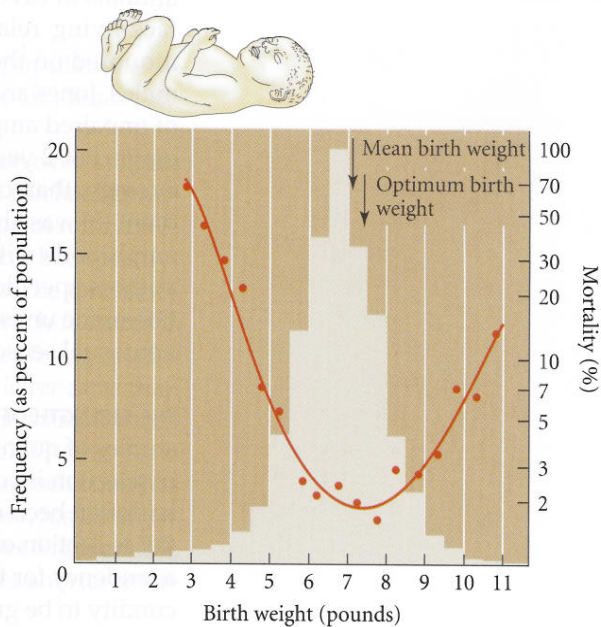 Mean birth weight
Optimum birth
weight
Frequency (as percent of population)
20
15
10
5
0
100
70
50
30
20
10
7
5
3
2
Mortality (%)
1 2 3 4 5 6 7 8 9 10 11
Birth weight (pounds)